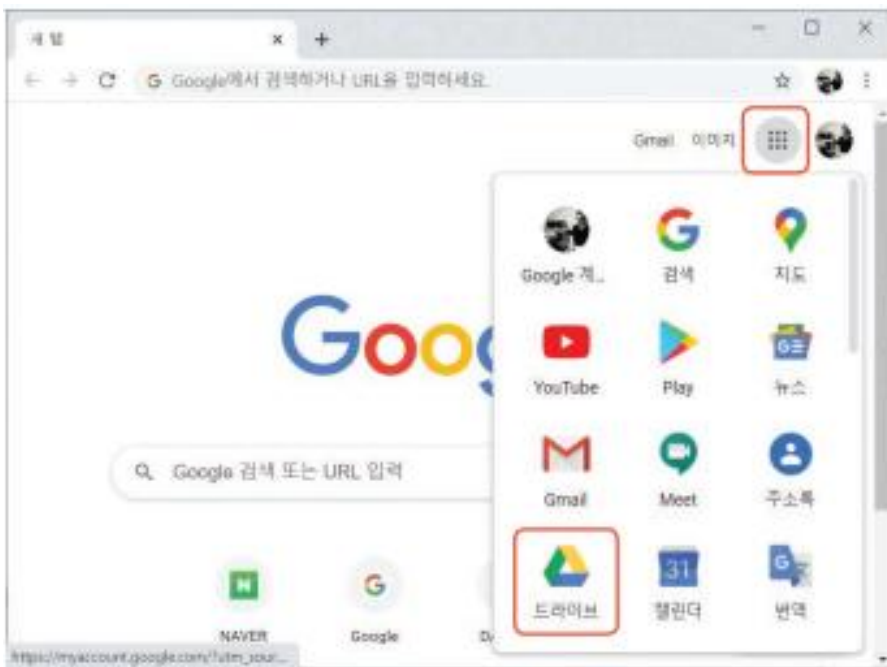 새 탭
Google에서 검색하거나 URL을 입력하세요.
Gmail 이미지
Google 계... 검색 지도
YouTube Play 뉴스
Gmail Meet 주소록
드라이브 캘린더 번역
Google
Google 검색 또는 URL 입력
NAVER Google
https://myaccount.google.com/?utm_sour...